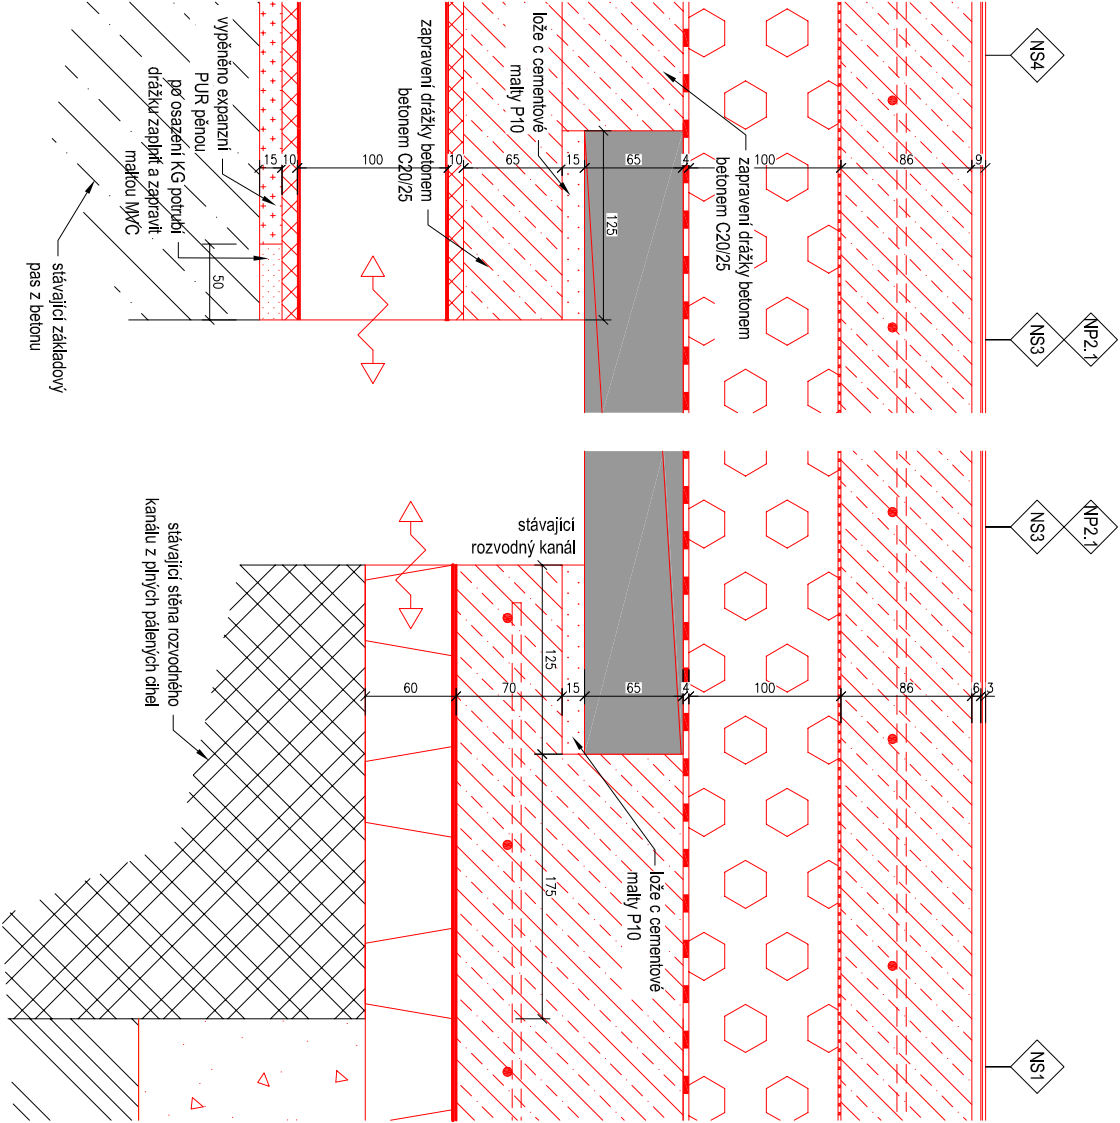 NS4
NS3
NP2.1
NS3
NP2.1
NS1
lože c cementové
malty P10
zapravení drážky betonem
betonem C20/25
zapravení drážky betonem
betonem C20/25
vypěněno expanzní
PUR pěnou
po osazení KG potrubí
drážku zaplnit a zapravit
maltou MVC
stávající základový
pas z betonu
15
10
100
10
65
15
65
4
100
86
9
125
50
stávající
rozvodný kanál
stávající stěna rozvodného
kanálu z plných pálených cihel
lože c cementové
malty P10
60
70
15
65
4
100
86
6
3
125
175